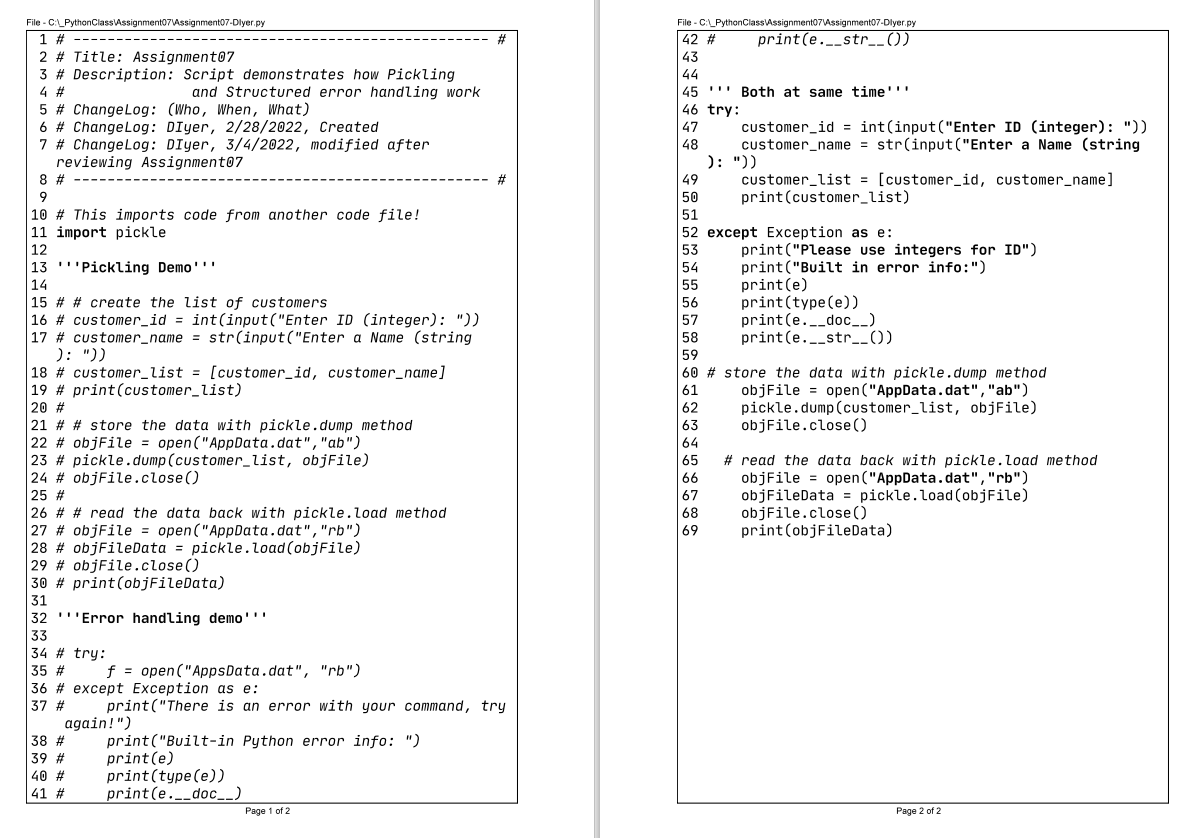 File - C:\_PythonClass\Assignment07\Assignment07-DIyer.py
1 # ------------------------------------------------- #
2 # Title: Assignment07
3 # Description: Script demonstrates how Pickling
4 #               and Structured error handling work
5 # ChangeLog: (Who, When, What)
6 # ChangeLog: DIyer, 2/28/2022, Created
7 # ChangeLog: DIyer, 3/4/2022, modified after
reviewing Assignment07
8 # ------------------------------------------------- #
9
10 # This imports code from another code file!
11 import pickle
12
13 '''Pickling Demo'''
14
15 # # create the list of customers
16 # customer_id = int(input("Enter ID (integer): "))
17 # customer_name = str(input("Enter a Name (string
): "))
18 # customer_list = [customer_id, customer_name]
19 # print(customer_list)
20 #
21 # # store the data with pickle.dump method
22 # objFile = open("AppData.dat","ab")
23 # pickle.dump(customer_list, objFile)
24 # objFile.close()
25 #
26 # # read the data back with pickle.load method
27 # objFile = open("AppData.dat","rb")
28 # objFileData = pickle.load(objFile)
29 # objFile.close()
30 # print(objFileData)
31
32 '''Error handling demo'''
33
34 # try:
35 #     f = open("AppsData.dat", "rb")
36 # except Exception as e:
37 #     print("There is an error with your command, try
again!")
38 #     print("Built-in Python error info: ")
39 #     print(e)
40 #     print(type(e))
41 #     print(e.__doc__)
Page 1 of 2
File - C:\_PythonClass\Assignment07\Assignment07-DIyer.py
42 #     print(e.__str__())
43
44
45 ''' Both at same time'''
46 try:
47     customer_id = int(input("Enter ID (integer): "))
48     customer_name = str(input("Enter a Name (string
): "))
49     customer_list = [customer_id, customer_name]
50     print(customer_list)
51
52 except Exception as e:
53     print("Please use integers for ID")
54     print("Built in error info:")
55     print(e)
56     print(type(e))
57     print(e.__doc__)
58     print(e.__str__())
59
60 # store the data with pickle.dump method
61     objFile = open("AppData.dat","ab")
62     pickle.dump(customer_list, objFile)
63     objFile.close()
64
65   # read the data back with pickle.load method
66     objFile = open("AppData.dat","rb")
67     objFileData = pickle.load(objFile)
68     objFile.close()
69     print(objFileData)
Page 2 of 2